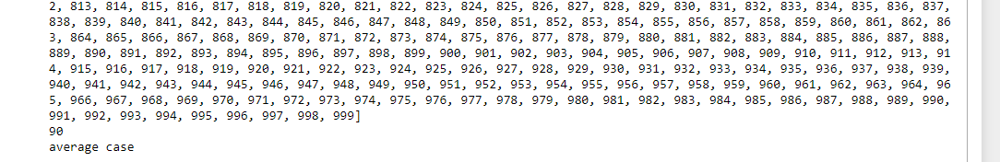 2, 813, 814, 815, 816, 817, 818, 819, 820, 821, 822, 823, 824, 825, 826, 827, 828, 829, 830, 831, 832, 833, 834, 835, 836, 837,
838, 839, 840, 841, 842, 843, 844, 845, 846, 847, 848, 849, 850, 851, 852, 853, 854, 855, 856, 857, 858, 859, 860, 861, 862, 86
3, 864, 865, 866, 867, 868, 869, 870, 871, 872, 873, 874, 875, 876, 877, 878, 879, 880, 881, 882, 883, 884, 885, 886, 887, 888,
889, 890, 891, 892, 893, 894, 895, 896, 897, 898, 899, 900, 901, 902, 903, 904, 905, 906, 907, 908, 909, 910, 911, 912, 913, 91
4, 915, 916, 917, 918, 919, 920, 921, 922, 923, 924, 925, 926, 927, 928, 929, 930, 931, 932, 933, 934, 935, 936, 937, 938, 939,
940, 941, 942, 943, 944, 945, 946, 947, 948, 949, 950, 951, 952, 953, 954, 955, 956, 957, 958, 959, 960, 961, 962, 963, 964, 96
5, 966, 967, 968, 969, 970, 971, 972, 973, 974, 975, 976, 977, 978, 979, 980, 981, 982, 983, 984, 985, 986, 987, 988, 989, 990,
991, 992, 993, 994, 995, 996, 997, 998, 999]
90
average case